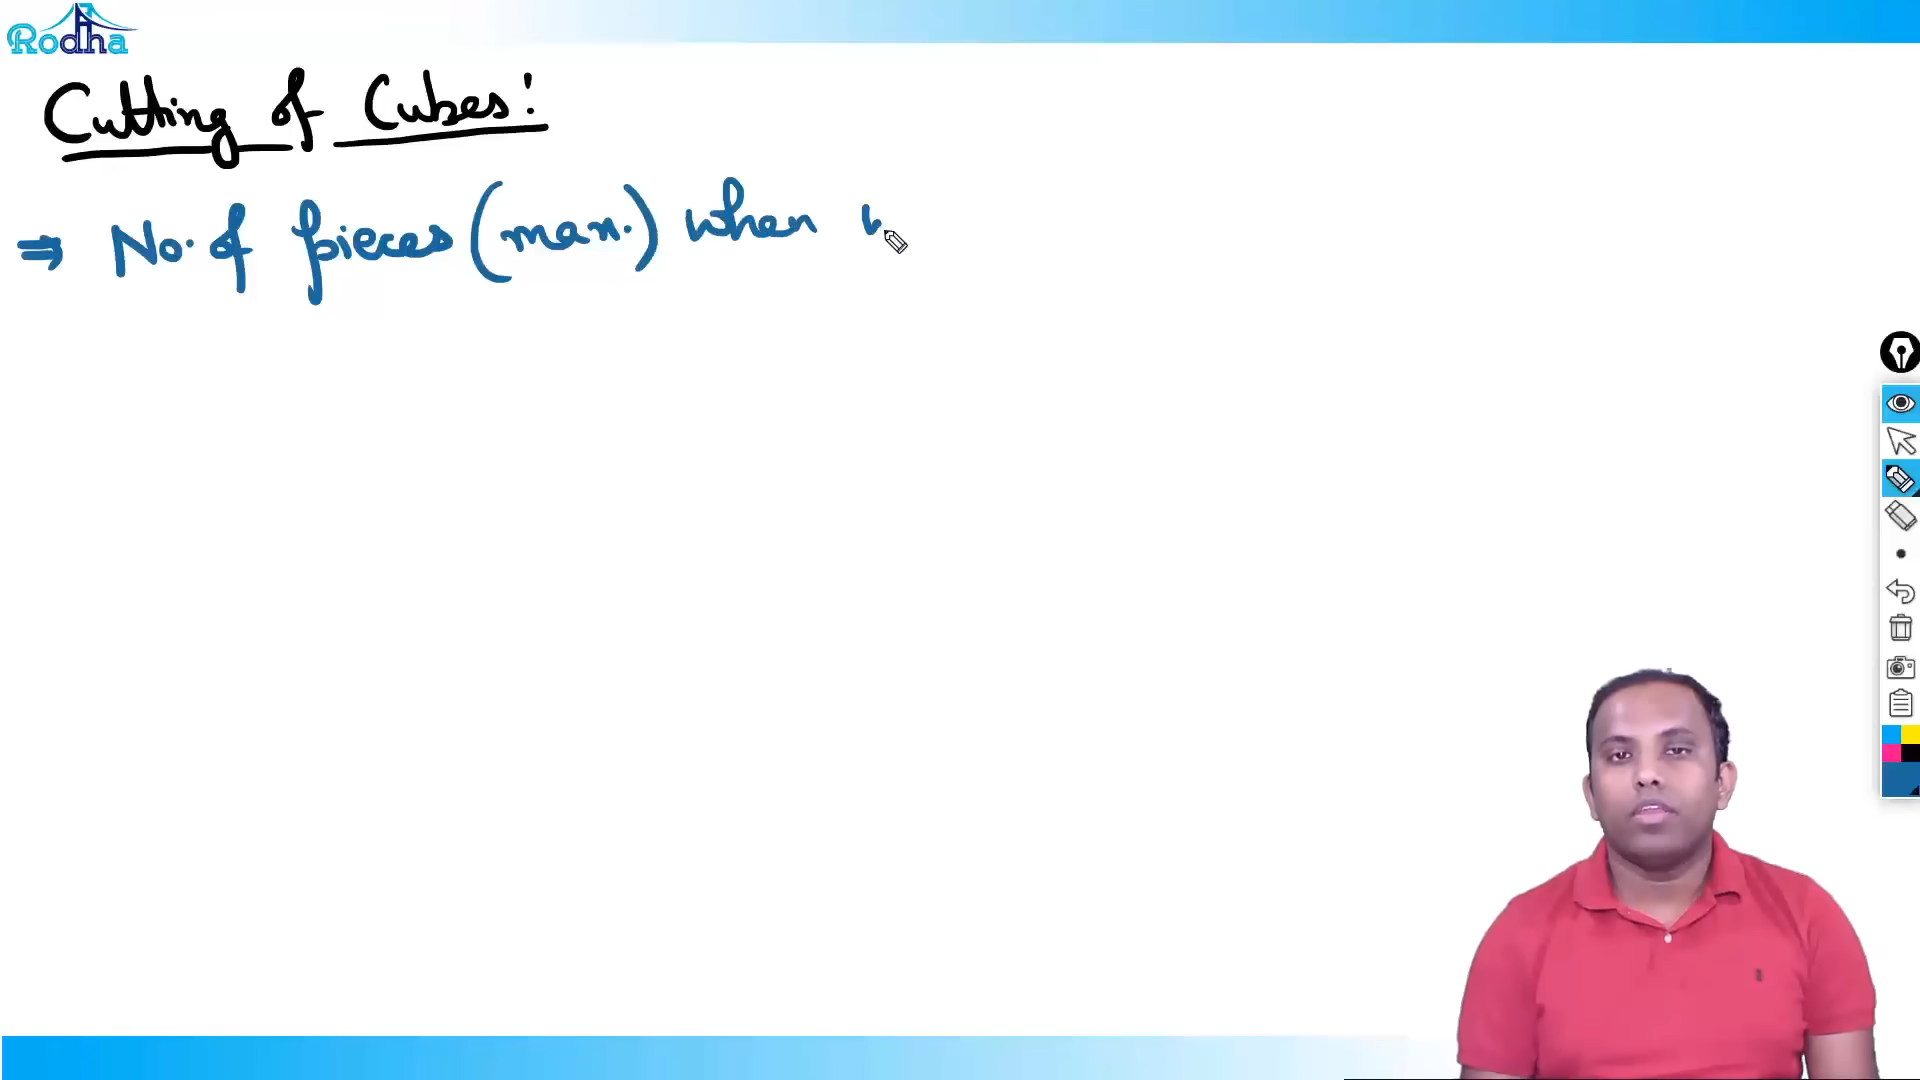 Rodha
Cutting of Cubes:
⇒ No. of pieces (max.) when